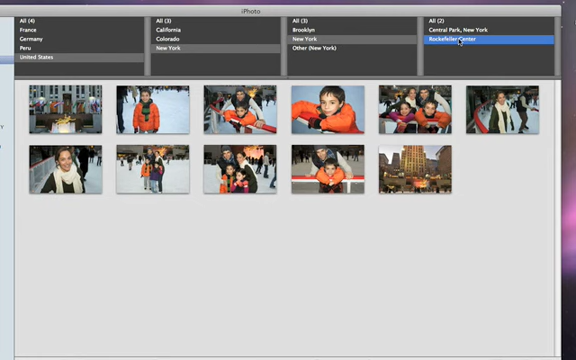 iPhoto
All (4)
France
Germany
Peru
United States
All (3)
California
Colorado
New York
All (3)
Brooklyn
New York
Other (New York)
All (2)
Central Park, New York
Rockefeller Center
Y